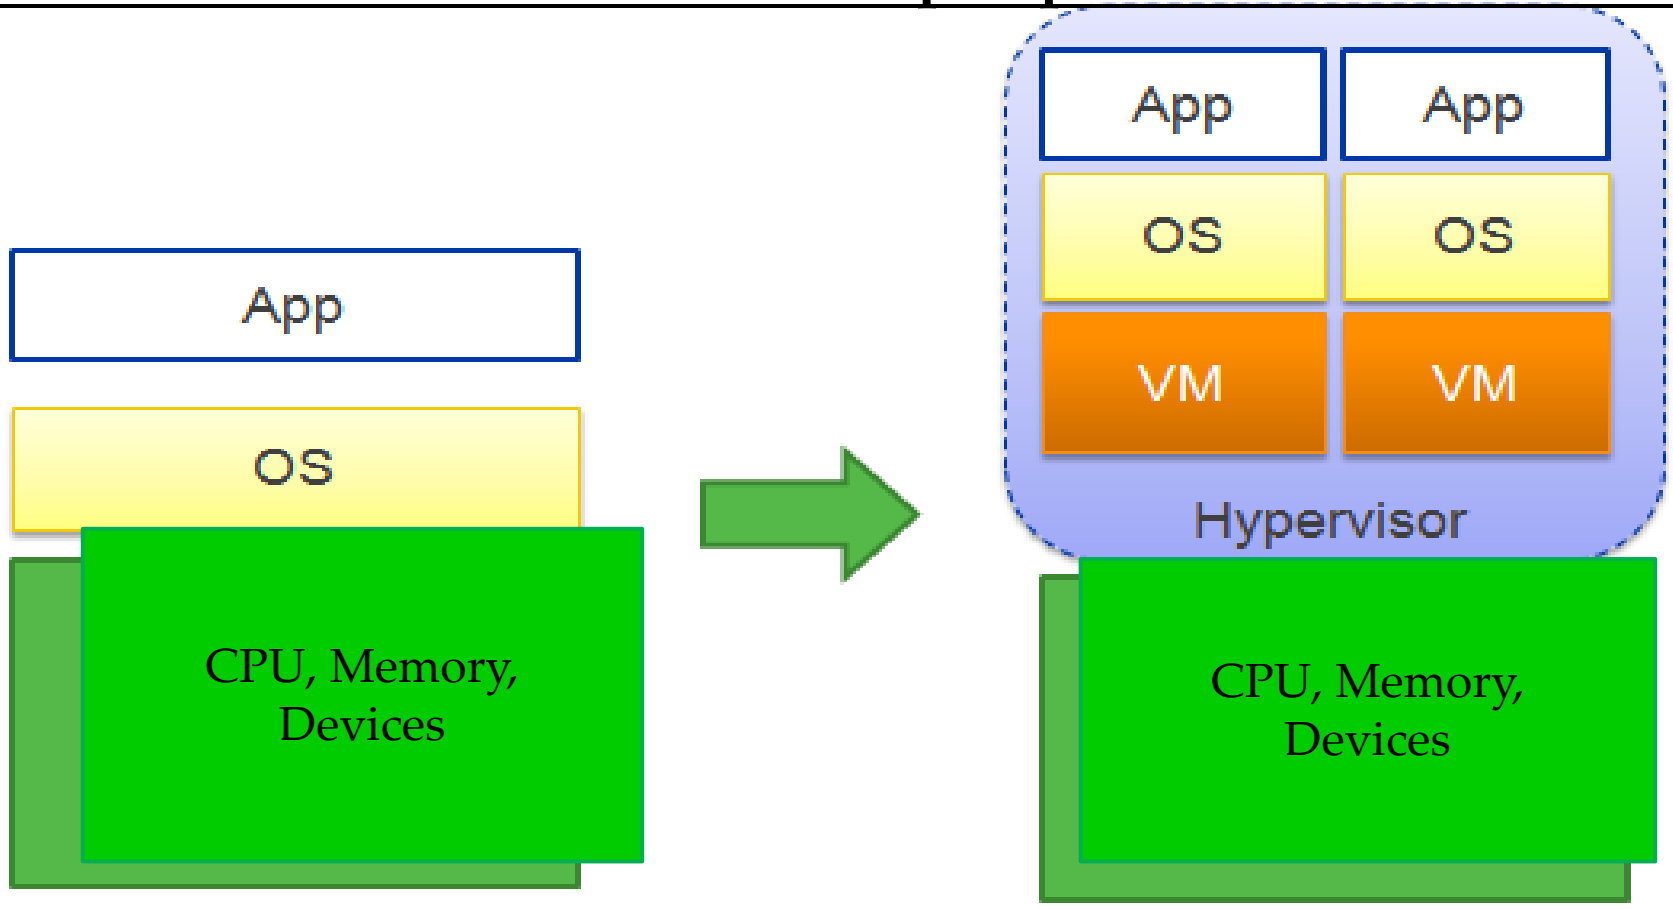 App
OS
CPU, Memory,
Devices
App App
OS OS
VM VM
Hypervisor
CPU, Memory,
Devices